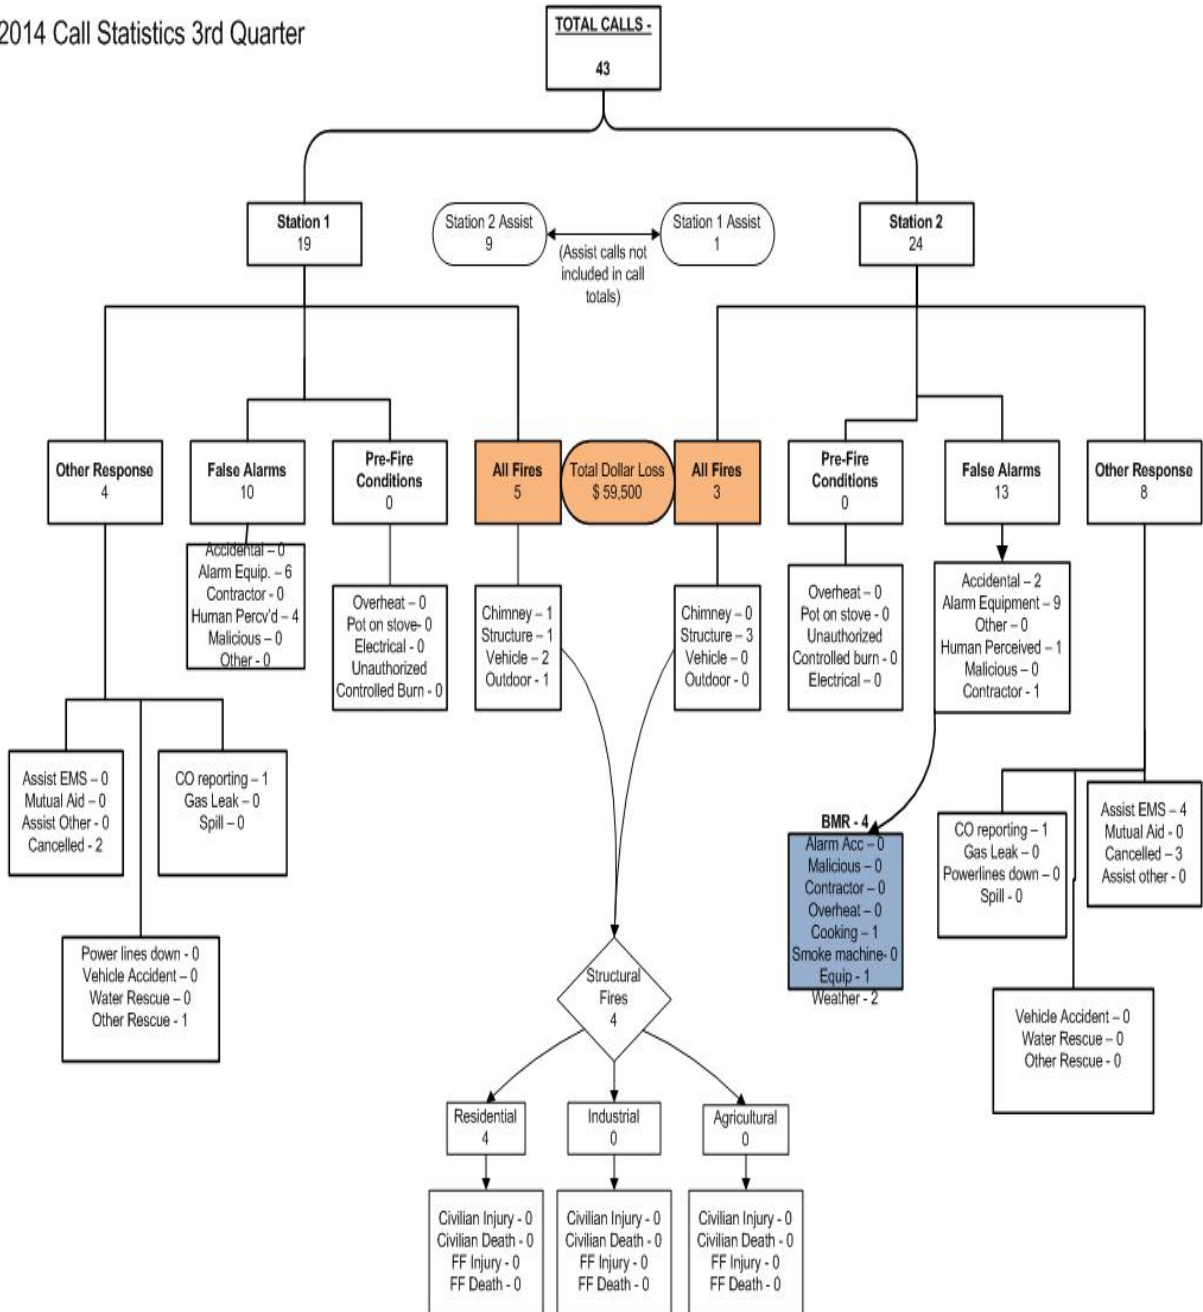 2014 Call Statistics 3rd Quarter
TOTAL CALLS -
43
Station 1
19
Station 2 Assist
9
(Assist calls not
included in call
totals)
Station 1 Assist
1
Station 2
24
Other Response
4
False Alarms
10
Pre-Fire
Conditions
0
All Fires
5
Total Dollar Loss
$ 59,500
All Fires
3
Pre-Fire
Conditions
0
False Alarms
13
Other Response
8
Accidental – 0
Alarm Equip. – 6
Contractor - 0
Human Percv'd – 4
Malicious – 0
Other - 0
Overheat – 0
Pot on stove- 0
Electrical - 0
Unauthorized
Controlled Burn - 0
Chimney – 1
Structure – 1
Vehicle – 2
Outdoor - 1
Chimney – 0
Structure – 3
Vehicle – 0
Outdoor - 0
Overheat – 0
Pot on stove - 0
Unauthorized
Controlled burn - 0
Electrical – 0
Accidental – 2
Alarm Equipment – 9
Other – 0
Human Perceived – 1
Malicious – 0
Contractor - 1
Assist EMS – 0
Mutual Aid – 0
Assist Other – 0
Cancelled - 2
CO reporting – 1
Gas Leak – 0
Spill – 0
Power lines down - 0
Vehicle Accident – 0
Water Rescue – 0
Other Rescue - 1
BMR - 4
Alarm Acc – 0
Malicious – 0
Contractor – 0
Overheat – 0
Cooking – 1
Smoke machine- 0
Equip - 1
Weather - 2
CO reporting – 1
Gas Leak – 0
Powerlines down – 0
Spill - 0
Assist EMS – 4
Mutual Aid - 0
Cancelled – 3
Assist other - 0
Vehicle Accident – 0
Water Rescue – 0
Other Rescue – 0
Structural
Fires
4
Residential
4
Industrial
0
Agricultural
0
Civilian Injury - 0
Civilian Death - 0
FF Injury - 0
FF Death - 0
Civilian Injury - 0
Civilian Death - 0
FF Injury - 0
FF Death - 0
Civilian Injury - 0
Civilian Death - 0
FF Injury - 0
FF Death - 0